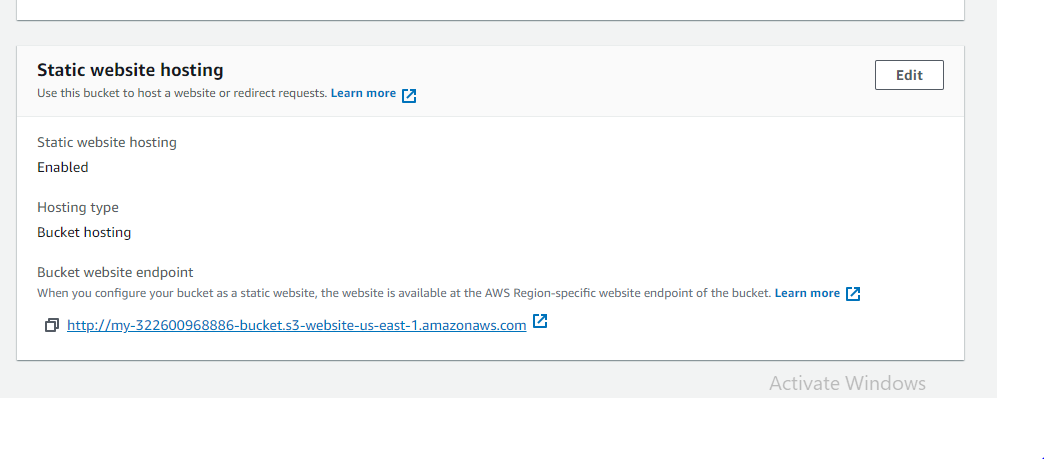 Static website hosting
Edit
Use this bucket to host a website or redirect requests. Learn more
Static website hosting
Enabled
Hosting type
Bucket hosting
Bucket website endpoint
When you configure your bucket as a static website, the website is available at the AWS Region-specific website endpoint of the bucket. Learn more
http://my-322600968886-bucket.s3-website-us-east-1.amazonaws.com
Activate Windows